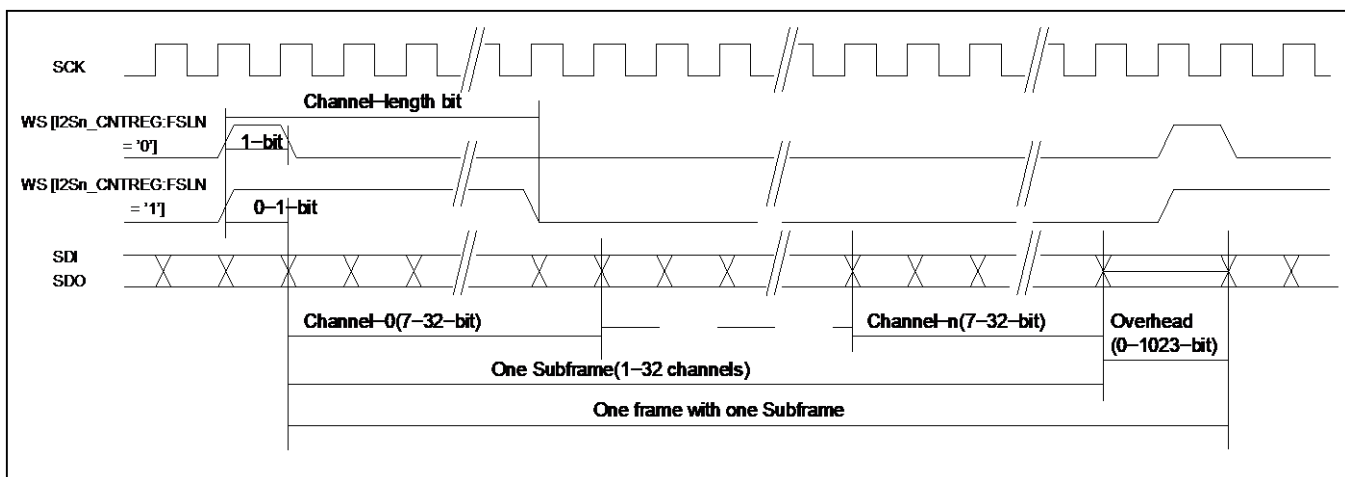 SCK
Channel-length bit
WS [I2Sn_CNTREG:FSLN
= '0']
1-bit
WS [I2Sn_CNTREG:FSLN
= '1']
0-1-bit
SDI
SDO
Channel-0(7-32-bit)
Channel-n(7-32-bit)
Overhead
(0-1023-bit)
One Subframe(1-32 channels)
One frame with one Subframe